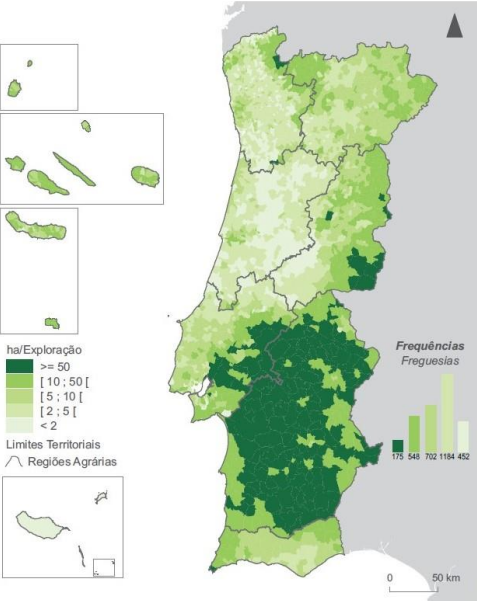 ha/Exploração
>= 50
[ 10 ; 50 [
[ 5 ; 10 [
[ 2 ; 5 [
< 2
Limites Territoriais
Regiões Agrárias
Frequências
Freguesias
175 548 702 1184 452
0 50 km